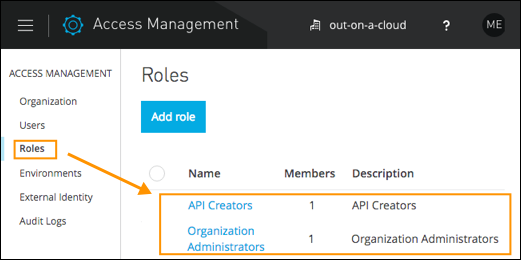 Access Management
out-on-a-cloud
?
ME
ACCESS MANAGEMENT
Organization
Users
Roles
Environments
External Identity
Audit Logs
Roles
Add role
Name Members Description
API Creators 1 API Creators
Organization
Administrators 1 Organization Administrators